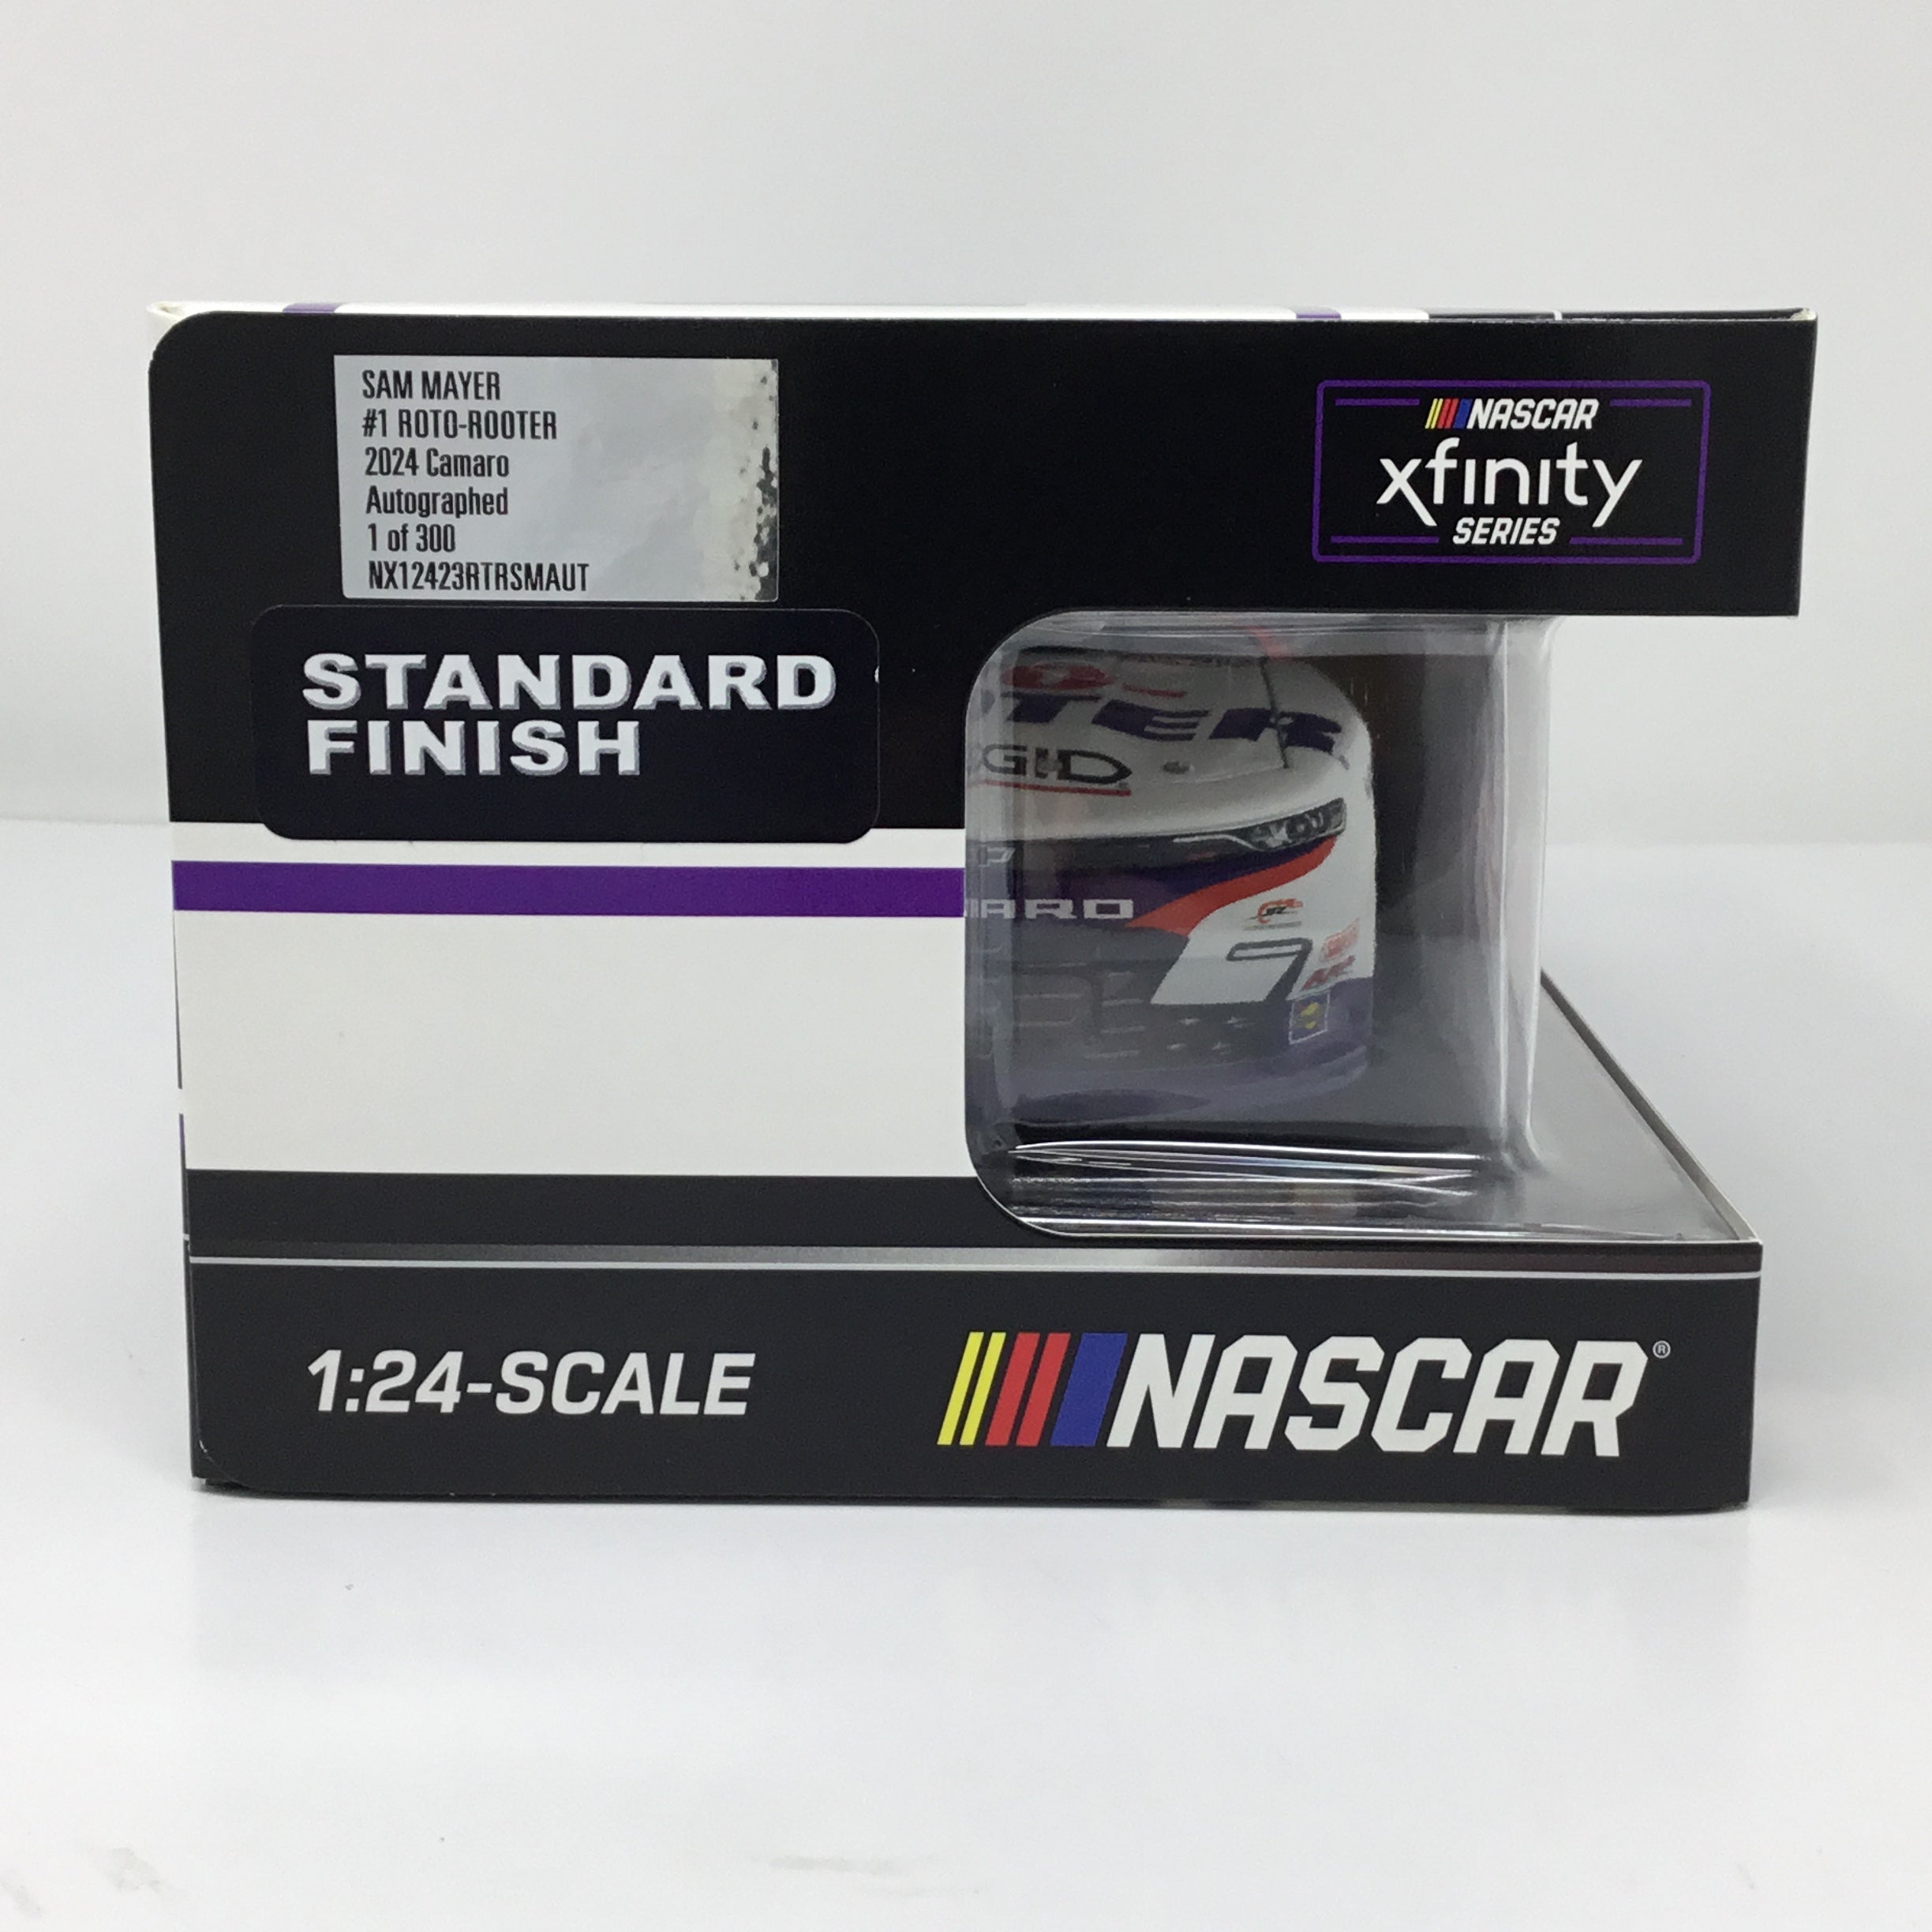 SAM MAYER
#1 ROTO-ROOTER
2024 Camaro
Autographed
1 of 300
NX12423RTRSMAUT
NASCAR
xfinity
SERIES
STANDARD
FINISH
1:24-SCALE
NASCAR®